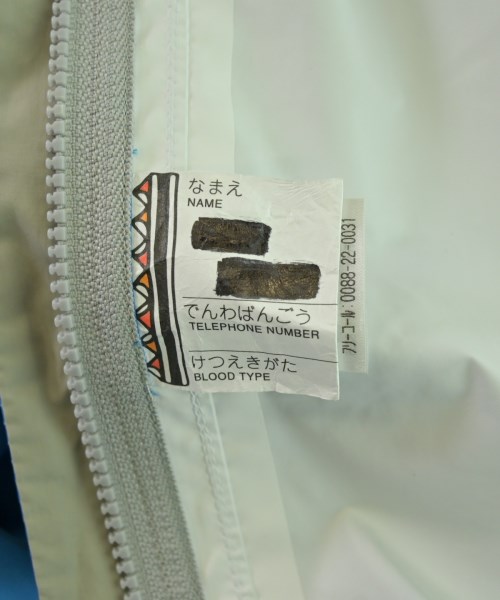 なまえ
NAME
でんわばんごう
TELEPHONE NUMBER
けつえきがた
BLOOD TYPE
フリーコール:0088-22-0031